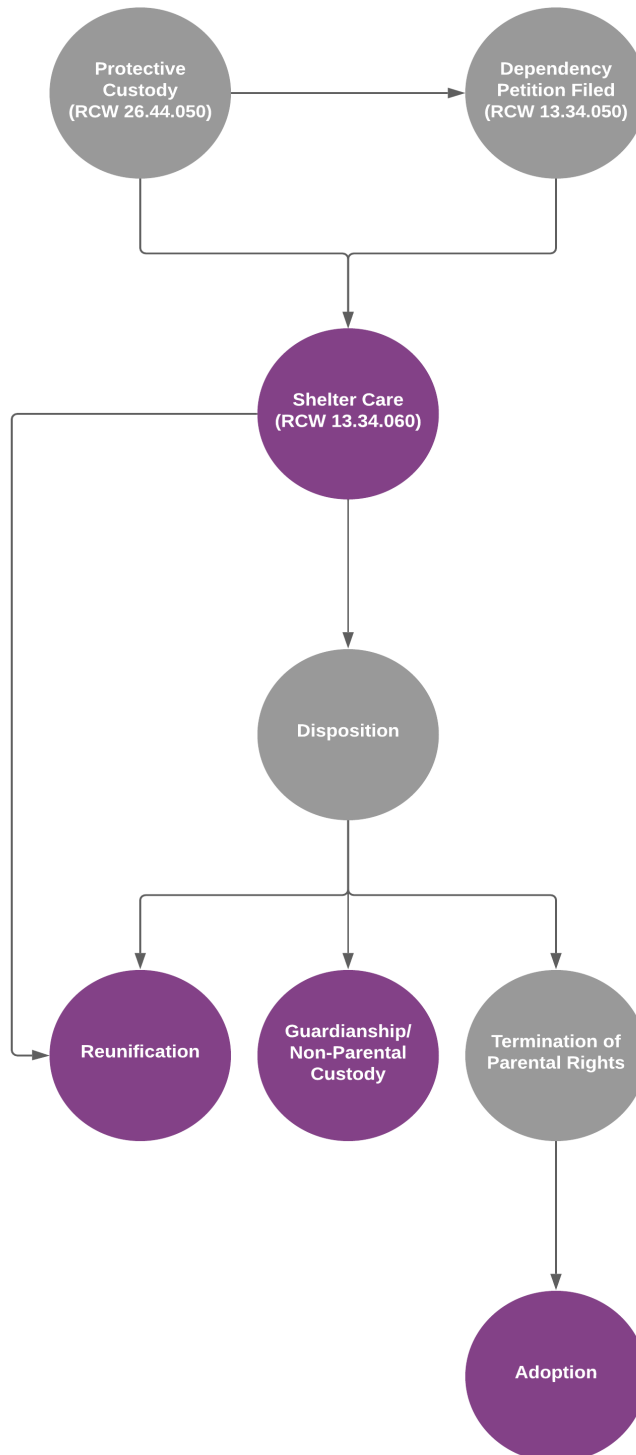 Protective
Custody
(RCW 26.44.050)
Dependency
Petition Filed
(RCW 13.34.050)
Shelter Care
(RCW 13.34.060)
Disposition
Reunification
Guardianship/
Non-Parental
Custody
Termination of
Parental Rights
Adoption